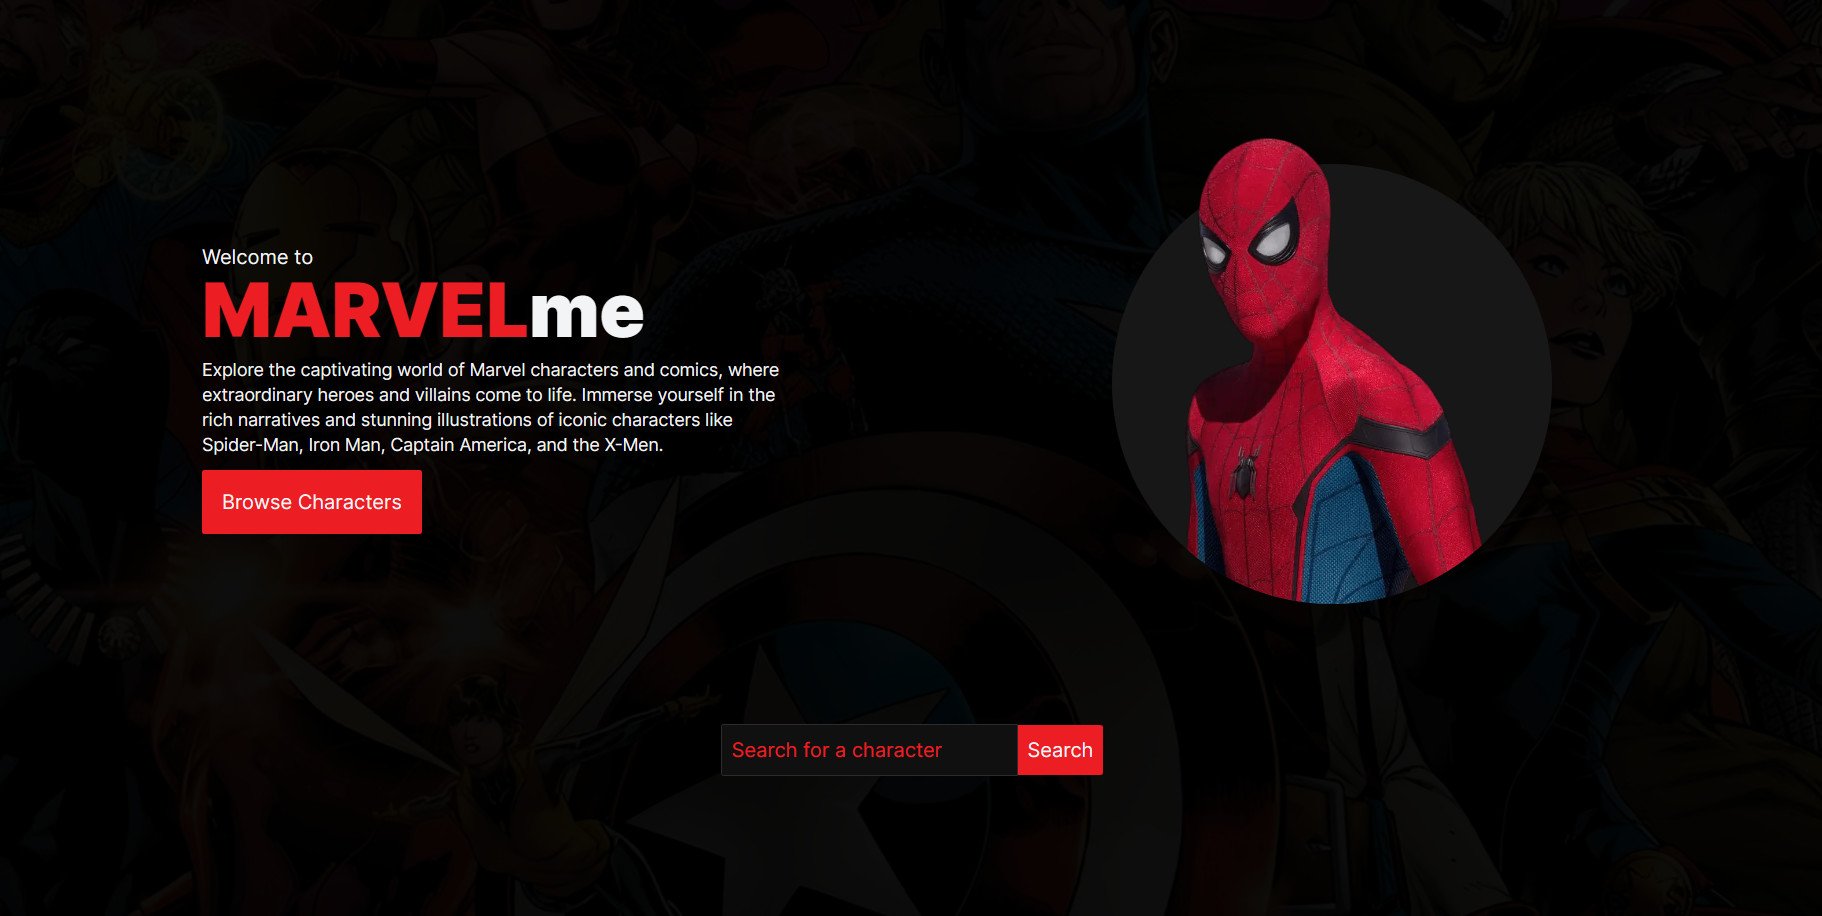 Welcome to
MARVELme
Explore the captivating world of Marvel characters and comics, where
extraordinary heroes and villains come to life. Immerse yourself in the
rich narratives and stunning illustrations of iconic characters like
Spider-Man, Iron Man, Captain America, and the X-Men.
Browse Characters
Search for a character
Search